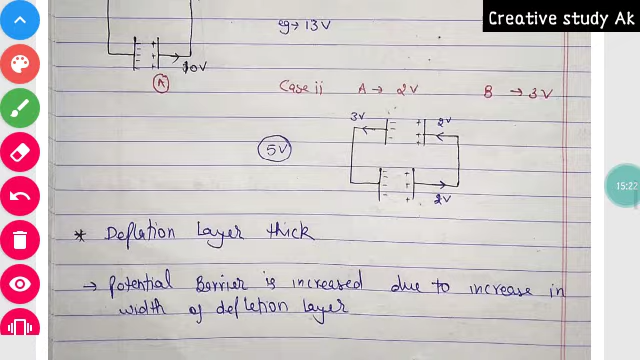 Creative study Ak
eg → 13V
10V
A
Case ii A → 2V B → 3V
3V 2V
5V
2V
15:22
* Depletion Layer thick
→ Potential Barrier is increased due to increase in
width of depletion layer